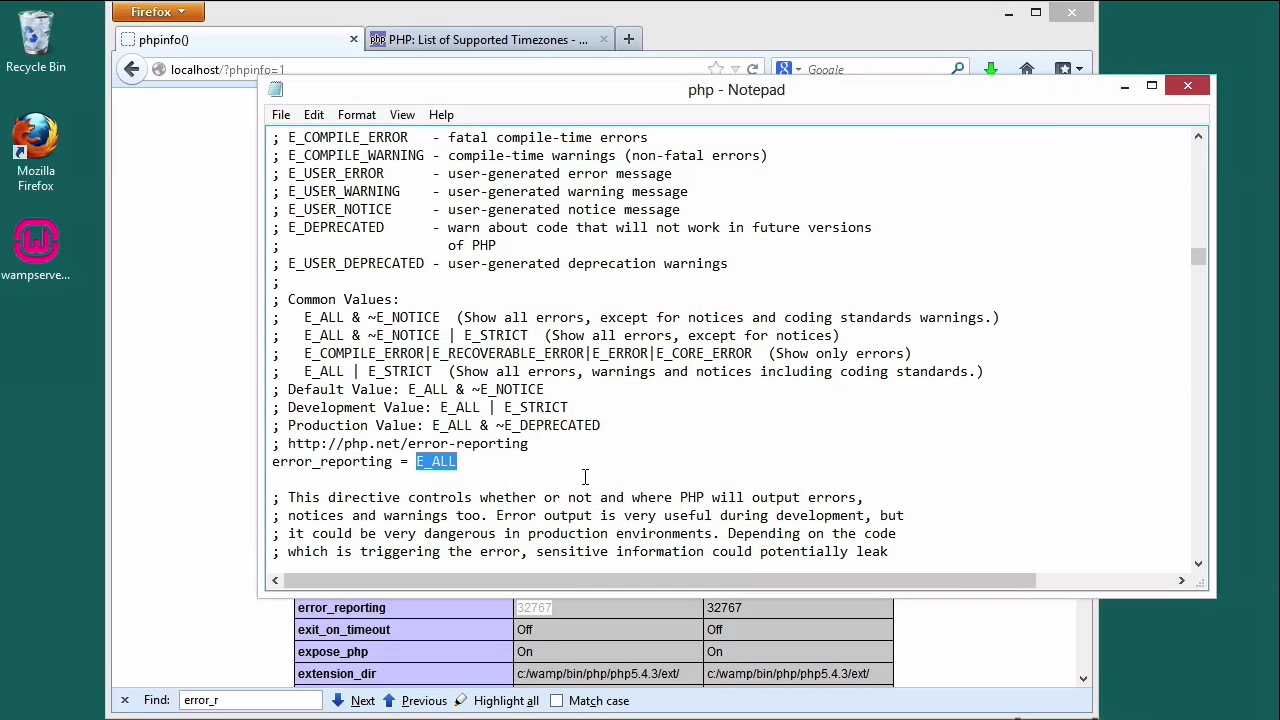 Recycle Bin
Mozilla
Firefox
wampserve...
Firefox
phpinfo()
PHP: List of Supported Timezones - ...
localhost/?phpinfo=1
Google
php - Notepad
File Edit Format View Help
; E_COMPILE_ERROR   - fatal compile-time errors
; E_COMPILE_WARNING - compile-time warnings (non-fatal errors)
; E_USER_ERROR      - user-generated error message
; E_USER_WARNING    - user-generated warning message
; E_USER_NOTICE     - user-generated notice message
; E_DEPRECATED      - warn about code that will not work in future versions
;                     of PHP
; E_USER_DEPRECATED - user-generated deprecation warnings
;
; Common Values:
;   E_ALL & ~E_NOTICE  (Show all errors, except for notices and coding standards warnings.)
;   E_ALL & ~E_NOTICE | E_STRICT  (Show all errors, except for notices)
;   E_COMPILE_ERROR|E_RECOVERABLE_ERROR|E_ERROR|E_CORE_ERROR  (Show only errors)
;   E_ALL | E_STRICT  (Show all errors, warnings and notices including coding standards.)
; Default Value: E_ALL & ~E_NOTICE
; Development Value: E_ALL | E_STRICT
; Production Value: E_ALL & ~E_DEPRECATED
; http://php.net/error-reporting
error_reporting = E_ALL
; This directive controls whether or not and where PHP will output errors,
; notices and warnings too. Error output is very useful during development, but
; it could be very dangerous in production environments. Depending on the code
; which is triggering the error, sensitive information could potentially leak
error_reporting 32767 32767
exit_on_timeout Off Off
expose_php On On
extension_dir c:/wamp/bin/php/php5.4.3/ext/ c:/wamp/bin/php/php5.4.3/ext/
Find: error_r Next Previous Highlight all Match case